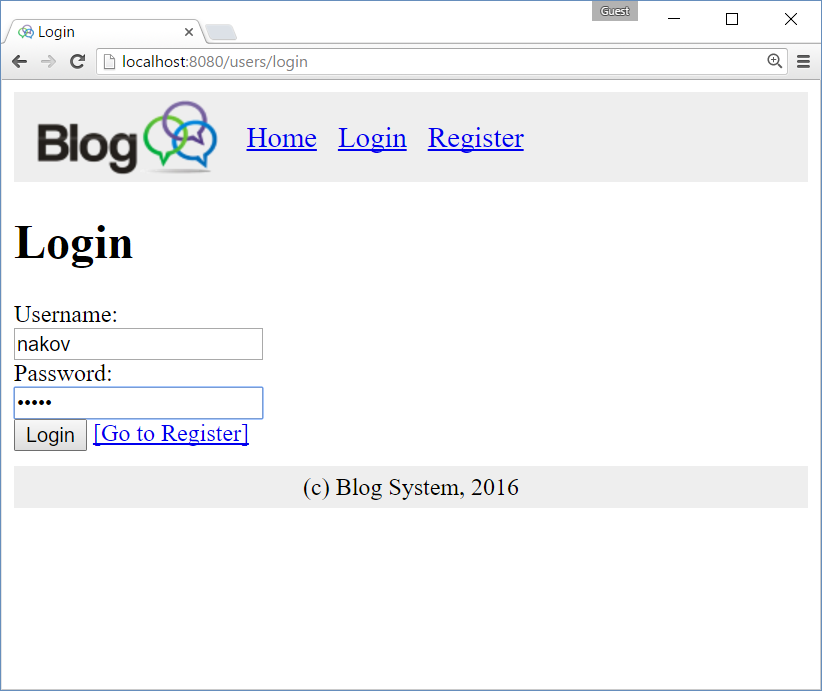 Guest
Login
localhost:8080/users/login
Blog Home Login Register
Login
Username:
nakov
Password:
•••••
Login [Go to Register]
(c) Blog System, 2016